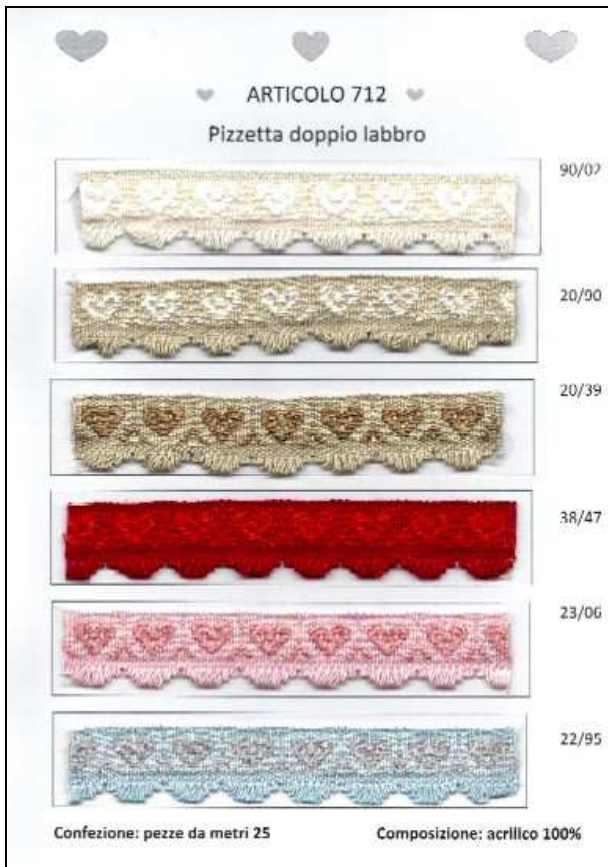 ARTICOLO 712
Pizzetta doppio labbro
90/07
20/90
20/39
38/47
23/06
22/95
Confezione: pezze da metri 25 Composizione: acrilico 100%